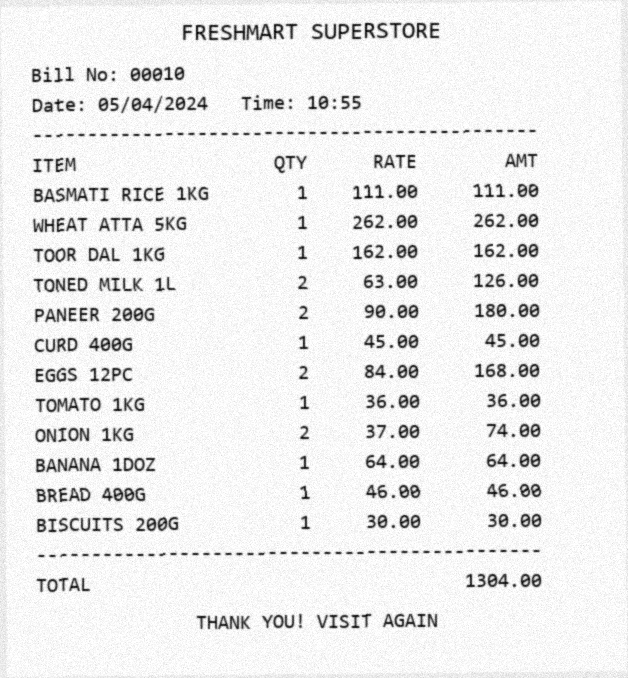 FRESHMART SUPERSTORE
Bill No: 00010
Date: 05/04/2024 Time: 10:55
----------------------------------------------
ITEM QTY RATE AMT
BASMATI RICE 1KG 1 111.00 111.00
WHEAT ATTA 5KG 1 262.00 262.00
TOOR DAL 1KG 1 162.00 162.00
TONED MILK 1L 2 63.00 126.00
PANEER 200G 2 90.00 180.00
CURD 400G 1 45.00 45.00
EGGS 12PC 2 84.00 168.00
TOMATO 1KG 1 36.00 36.00
ONION 1KG 2 37.00 74.00
BANANA 1DOZ 1 64.00 64.00
BREAD 400G 1 46.00 46.00
BISCUITS 200G 1 30.00 30.00
----------------------------------------------
TOTAL 1304.00
THANK YOU! VISIT AGAIN